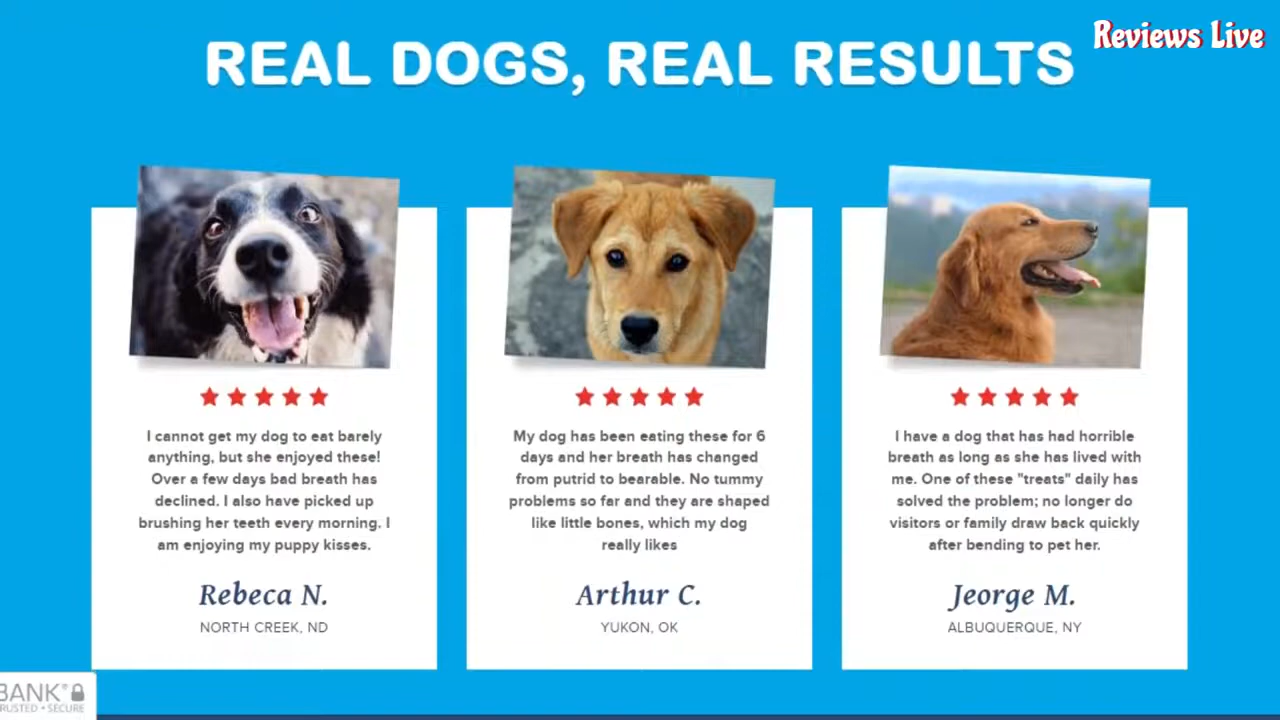 Reviews Live
REAL DOGS, REAL RESULTS
I cannot get my dog to eat barely
anything, but she enjoyed these!
Over a few days bad breath has
declined. I also have picked up
brushing her teeth every morning. I
am enjoying my puppy kisses.
Rebeca N.
NORTH CREEK, ND
My dog has been eating these for 6
days and her breath has changed
from putrid to bearable. No tummy
problems so far and they are shaped
like little bones, which my dog
really likes
Arthur C.
YUKON, OK
I have a dog that has had horrible
breath as long as she has lived with
me. One of these "treats" daily has
solved the problem; no longer do
visitors or family draw back quickly
after bending to pet her.
Jeorge M.
ALBUQUERQUE, NY
BANK®
RUSTED • SECURE